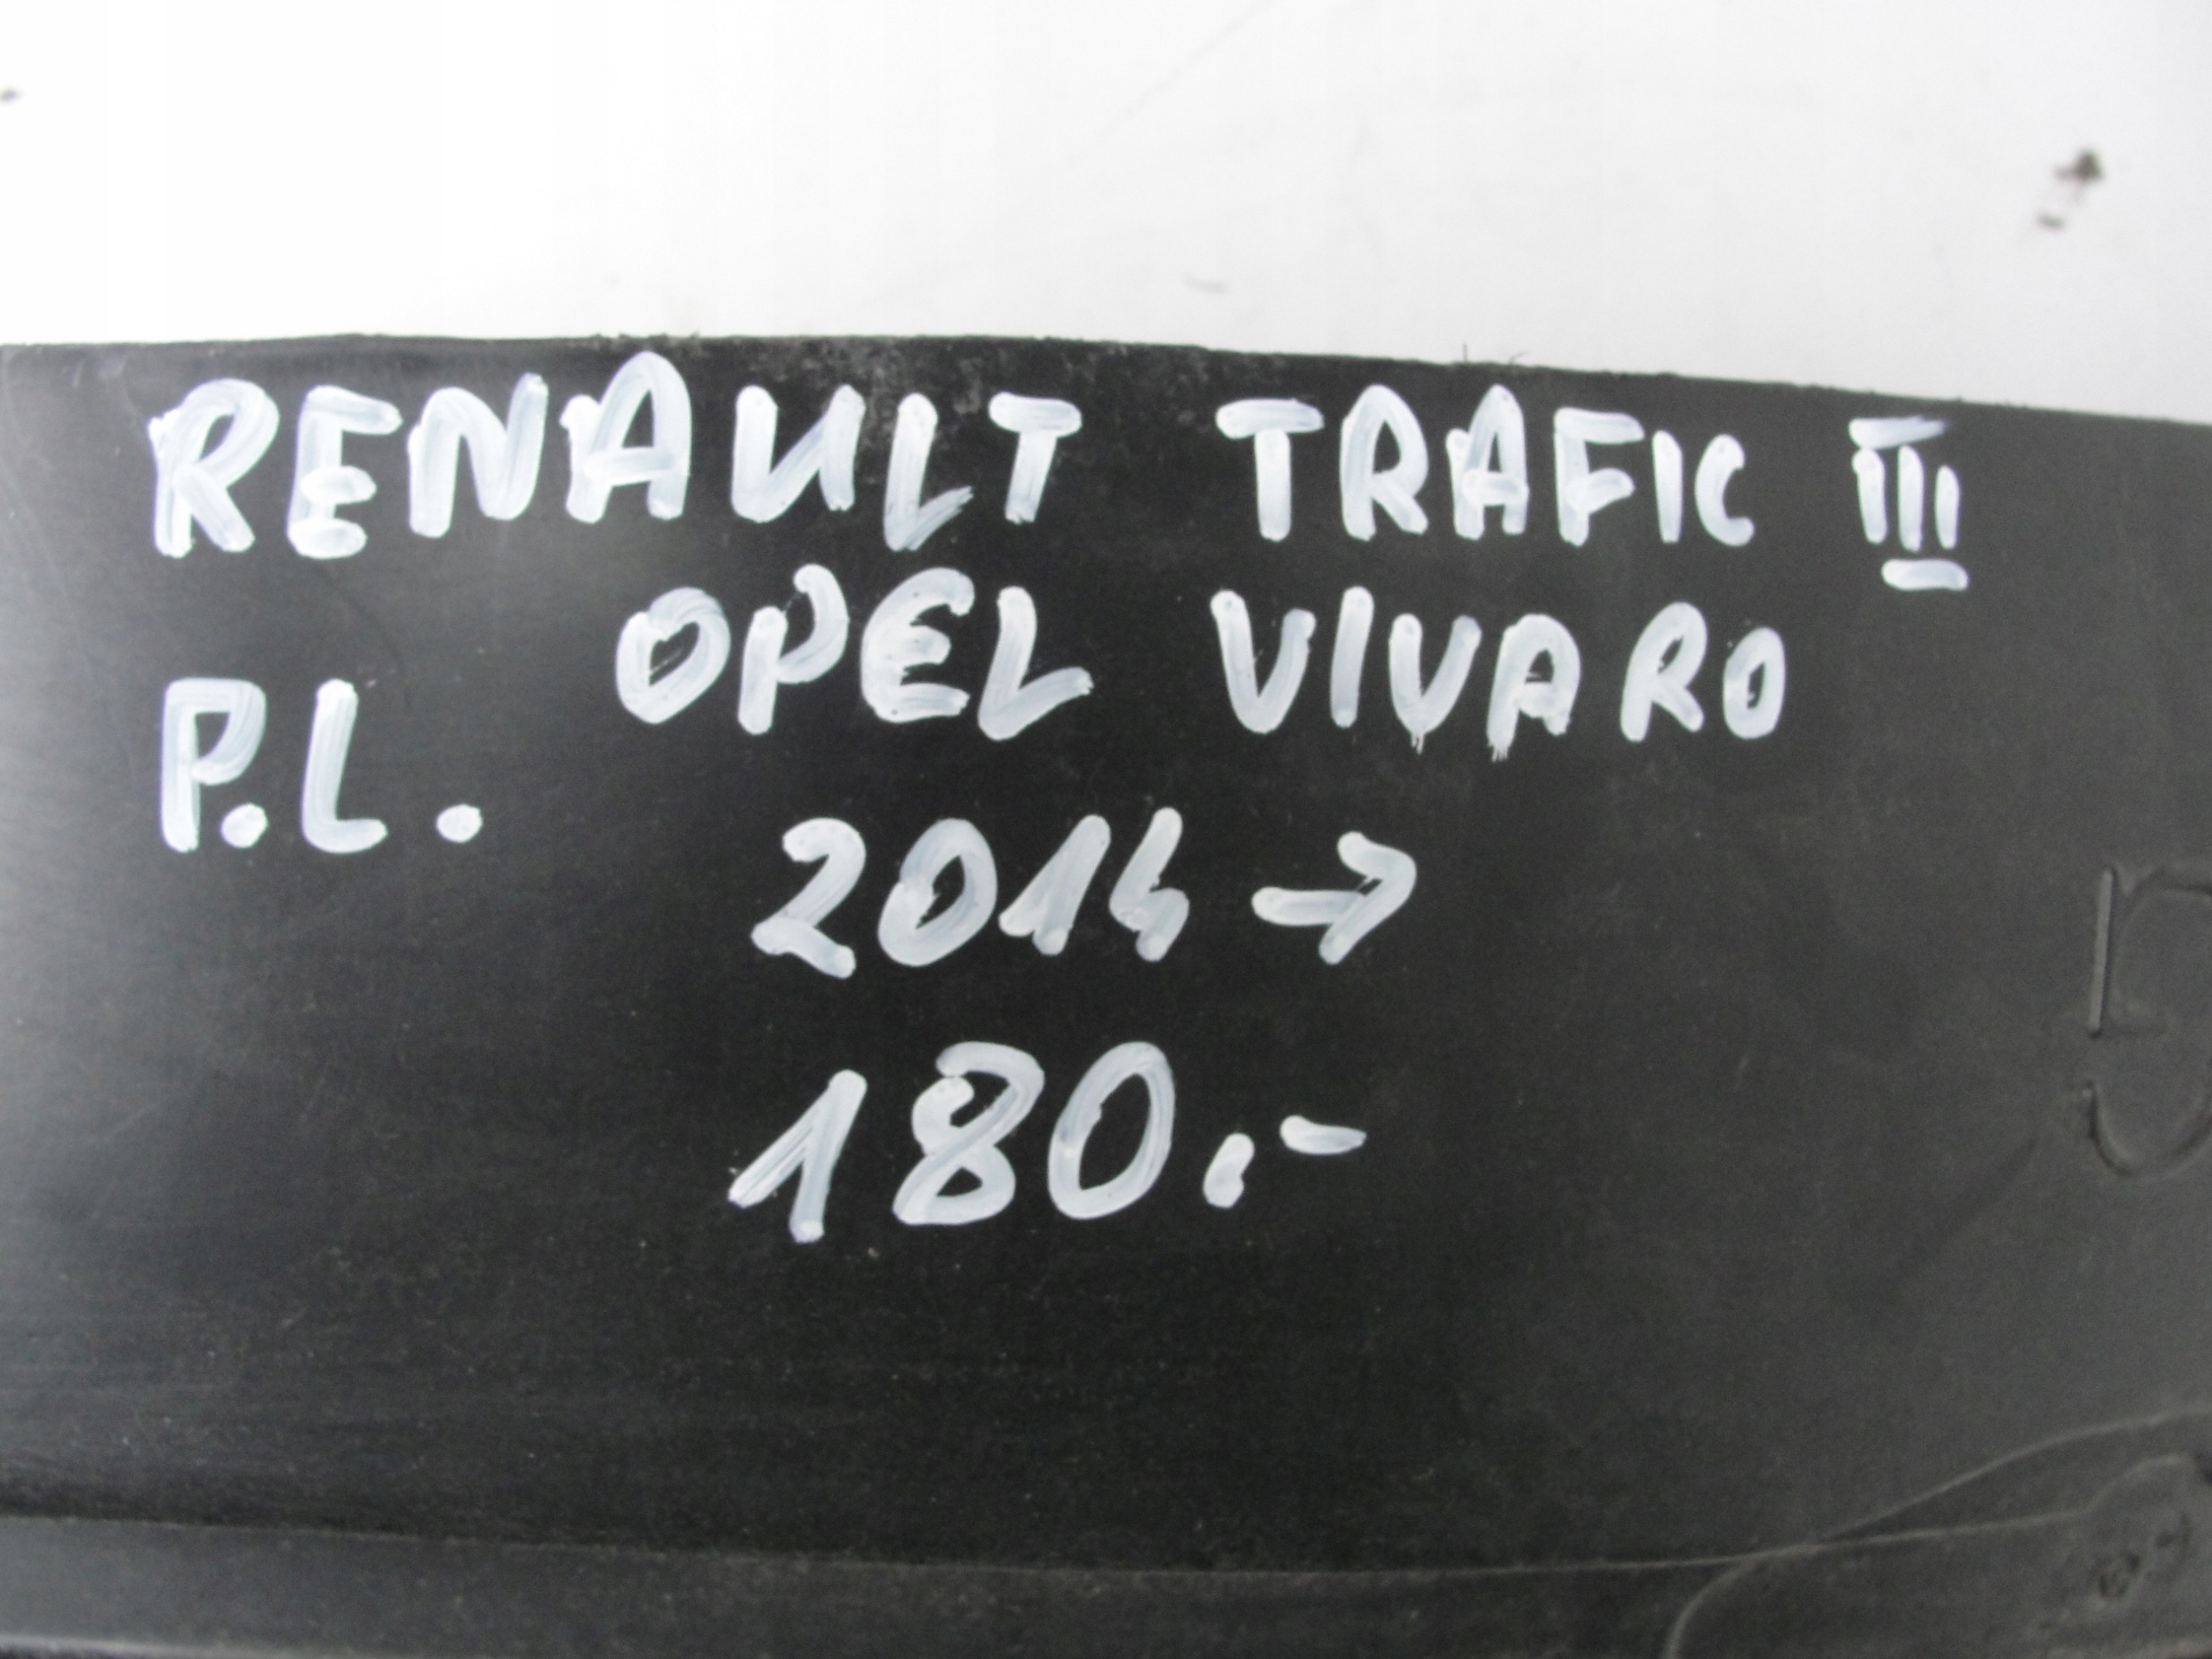 RENAULT TRAFIC III
OPEL VIVARO
P.L.
2014→
180.-